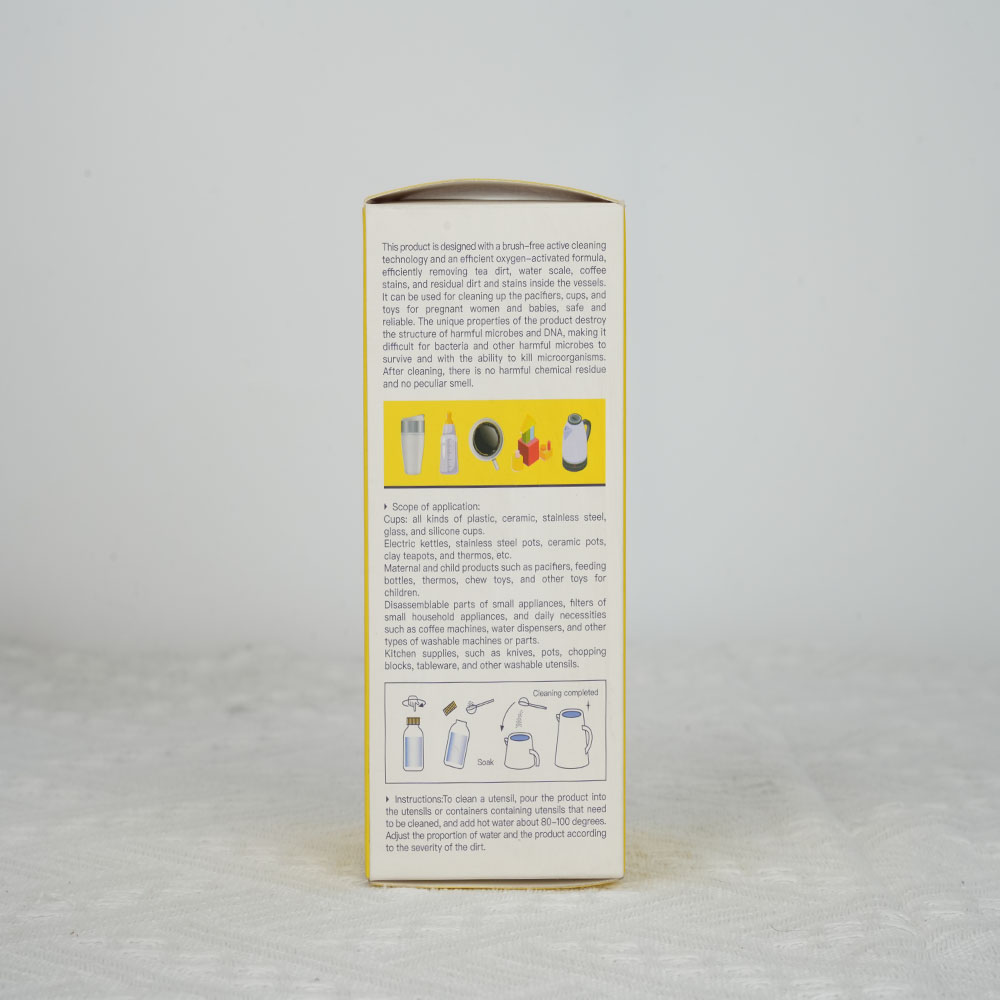 This product is designed with a brush-free active cleaning
technology and an efficient oxygen-activated formula,
efficiently removing tea dirt, water scale, coffee
stains, and residual dirt and stains inside the vessels.
It can be used for cleaning up the pacifiers, cups, and
toys for pregnant women and babies, safe and
reliable. The unique properties of the product destroy
the structure of harmful microbes and DNA, making it
difficult for bacteria and other harmful microbes to
survive and with the ability to kill microorganisms.
After cleaning, there is no harmful chemical residue
and no peculiar smell.
Scope of application:
Cups: all kinds of plastic, ceramic, stainless steel,
glass, and silicone cups.
Electric kettles, stainless steel pots, ceramic pots,
clay teapots, and thermos, etc.
Maternal and child products such as pacifiers, feeding
bottles, thermos, chew toys, and other toys for
children.
Disassemblable parts of small appliances, filters of
small household appliances, and daily necessities
such as coffee machines, water dispensers, and other
types of washable machines or parts.
Kitchen supplies, such as knives, pots, chopping
blocks, tableware, and other washable utensils.
Cleaning completed
Soak
Instructions:To clean a utensil, pour the product into
the utensils or containers containing utensils that need
to be cleaned, and add hot water about 80-100 degrees.
Adjust the proportion of water and the product according
to the severity of the dirt.